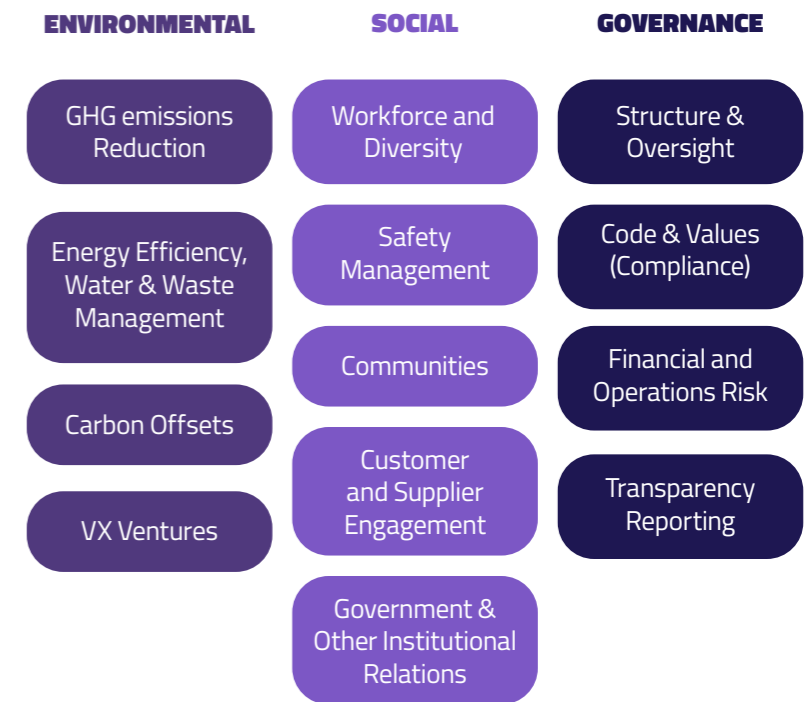 ENVIRONMENTAL
GHG emissions
Reduction
Energy Efficiency,
Water & Waste
Management
Carbon Offsets
VX Ventures
SOCIAL
Workforce and
Diversity
Safety
Management
Communities
Customer
and Supplier
Engagement
Government &
Other Institutional
Relations
GOVERNANCE
Structure &
Oversight
Code & Values
(Compliance)
Financial and
Operations Risk
Transparency
Reporting